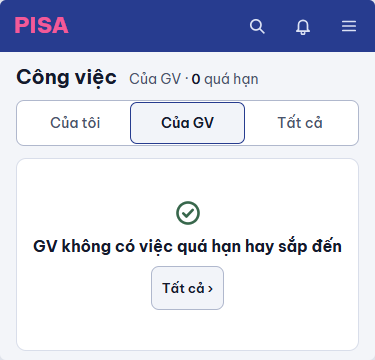 PISA
Công việc Của GV · 0 quá hạn
Của tôi Của GV Tất cả
GV không có việc quá hạn hay sắp đến
Tất cả ›